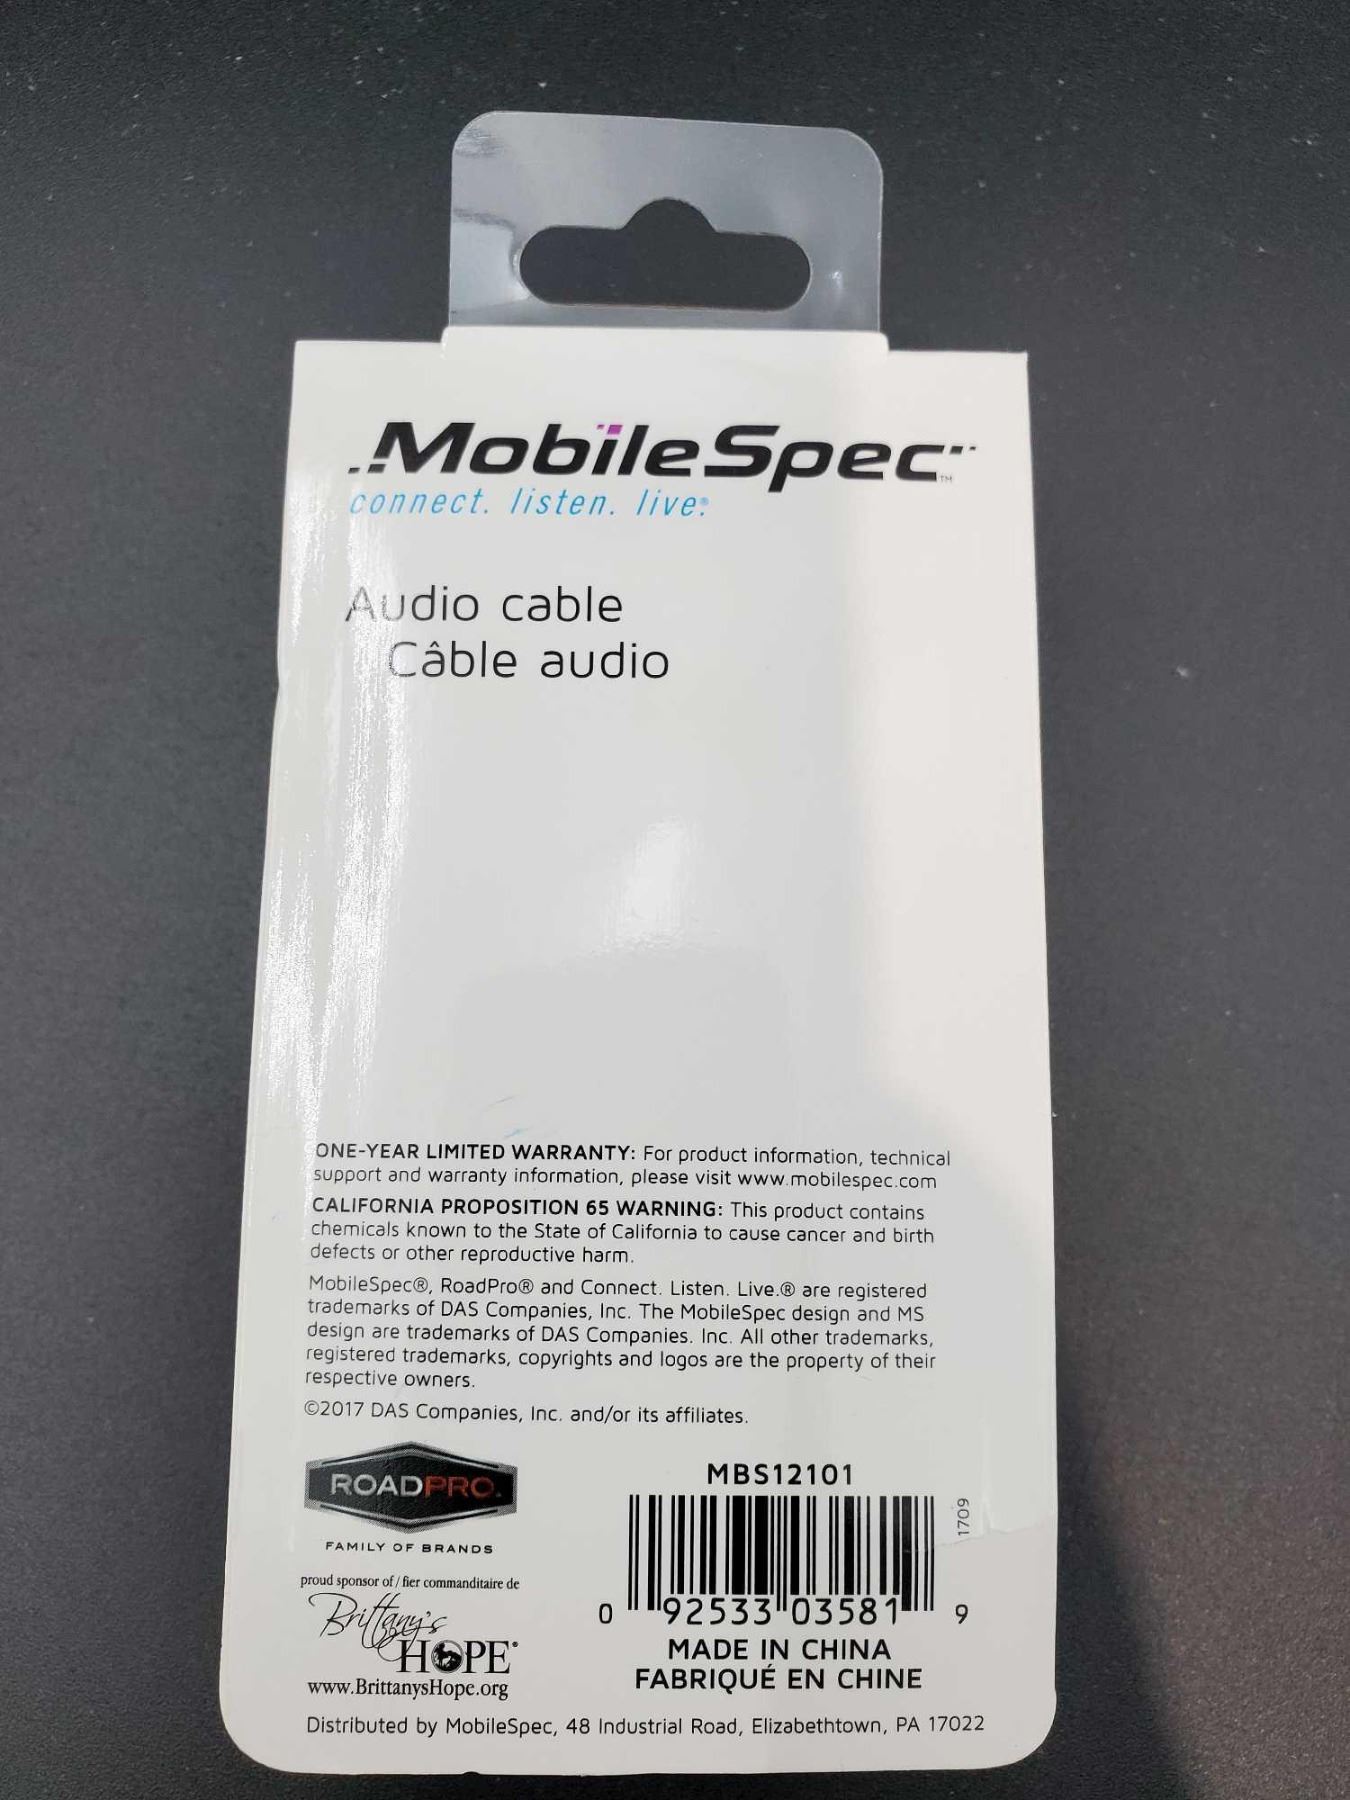 MobileSpec™
connect. listen. live.®
Audio cable
Câble audio
ONE-YEAR LIMITED WARRANTY: For product information, technical
support and warranty information, please visit www.mobilespec.com
CALIFORNIA PROPOSITION 65 WARNING: This product contains
chemicals known to the State of California to cause cancer and birth
defects or other reproductive harm.
MobileSpec®, RoadPro® and Connect. Listen. Live.® are registered
trademarks of DAS Companies, Inc. The MobileSpec design and MS
design are trademarks of DAS Companies. Inc. All other trademarks,
registered trademarks, copyrights and logos are the property of their
respective owners.
©2017 DAS Companies, Inc. and/or its affiliates.
ROADPRO.
FAMILY OF BRANDS
proud sponsor of / fier commanditaire de
Brittany's
HOPE®
www.BrittanysHope.org
MBS12101
1709
0 92533 03581 9
MADE IN CHINA
FABRIQUÉ EN CHINE
Distributed by MobileSpec, 48 Industrial Road, Elizabethtown, PA 17022